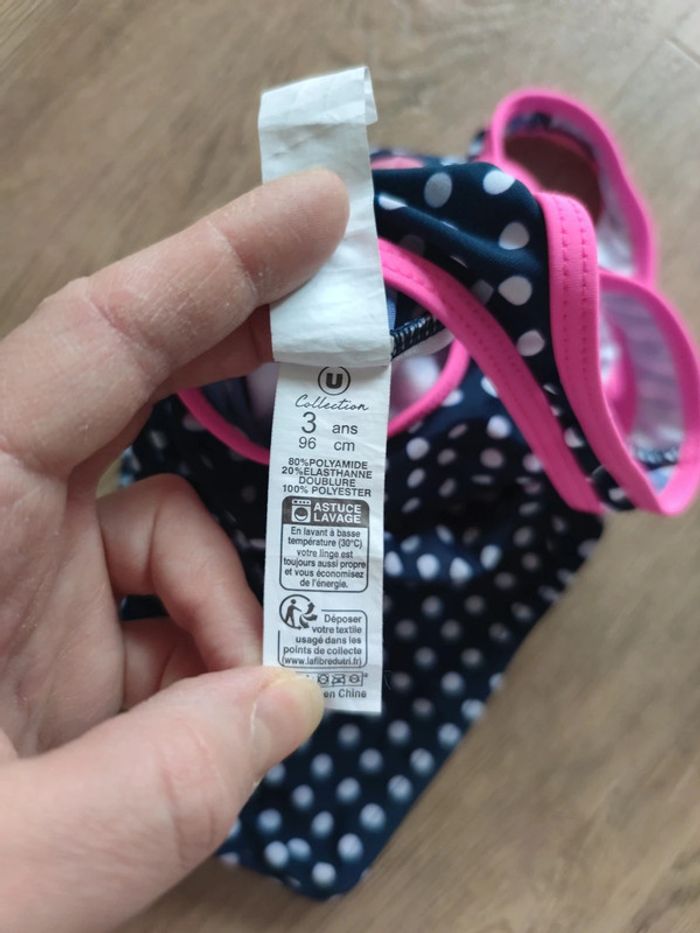 U
Collection
3 ans
96 cm
80%POLYAMIDE
20%ELASTHANNE
DOUBLURE
100% POLYESTER
ASTUCE
LAVAGE
En lavant à basse
température (30°C)
votre linge est
toujours aussi propre
et vous économisez
de l'énergie.
Déposer
votre textile
usagé dans les
points de collecte
(www.lafibredutri.fr)
en Chine